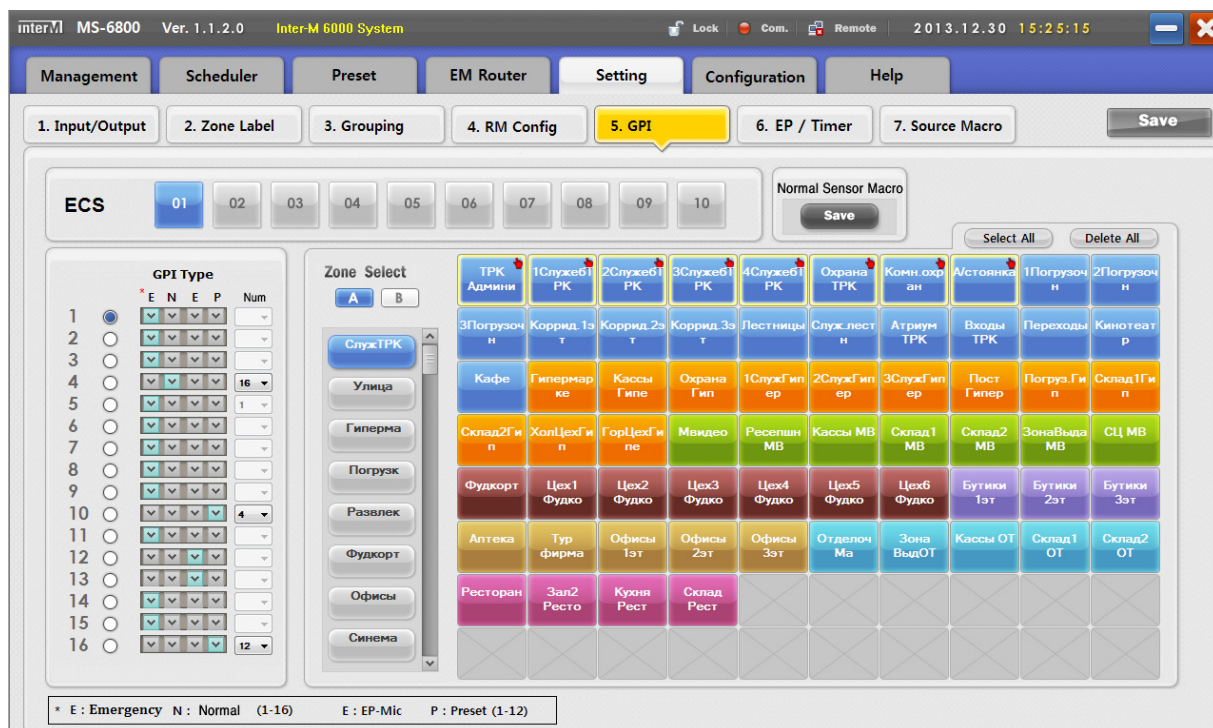 interM MS-6800 Ver. 1.1.2.0 Inter-M 6000 System Lock Com. Remote 2013.12.30 15:25:15
Management Scheduler Preset EM Router Setting Configuration Help
1. Input/Output 2. Zone Label 3. Grouping 4. RM Config 5. GPI 6. EP / Timer 7. Source Macro Save
ECS 01 02 03 04 05 06 07 08 09 10
Normal Sensor Macro
Save
Select All Delete All
GPI Type
* E N E P Num
1
2
3
4 16
5 1
6
7
8
9
10 4
11
12
13
14
15
16 12
Zone Select
A B
СлужТРК
Улица
Гиперма
Погрузк
Развлек
Фудкорт
Офисы
Синема
ТРК 1Служеб1 2Служеб1 3Служеб1 4Служеб1 Охрана Комн.охр А/стоянка 1Погрузоч 2Погрузоч
Админи РК РК РК РК ТРК ан н н
3Погрузоч Коррид.1э Коррид.2э Коррид.3э Лестницы Служ.лест Атриум Входы Переходы Кинотеат
н т т т н ТРК ТРК р
Кафе Гипермар Кассы Охрана 1СлужГип 2СлужГип 3СлужГип Пост Погруз.Ги Склад1Ги
ке Гипе Гип ер ер ер Гипер п п
Склад2Ги ХолЦехГи ГорЦехГи Мвидео Ресепшн Кассы МВ Склад1 Склад2 ЗонаВыда СЦ МВ
п п пе МВ МВ МВ МВ
Фудкорт Цех1 Цех2 Цех3 Цех4 Цех5 Цех6 Бутики Бутики Бутики
Фудко Фудко Фудко Фудко Фудко Фудко 1эт 2эт 3эт
Аптека Тур Офисы Офисы Офисы Отделоч Зона Кассы ОТ Склад1 Склад2
фирма 1эт 2эт 3эт Ма ВыдОТ ОТ ОТ
Ресторан Зал2 Кухня Склад
Ресто Рест Рест
* E : Emergency N : Normal (1-16) E : EP-Mic P : Preset (1-12)